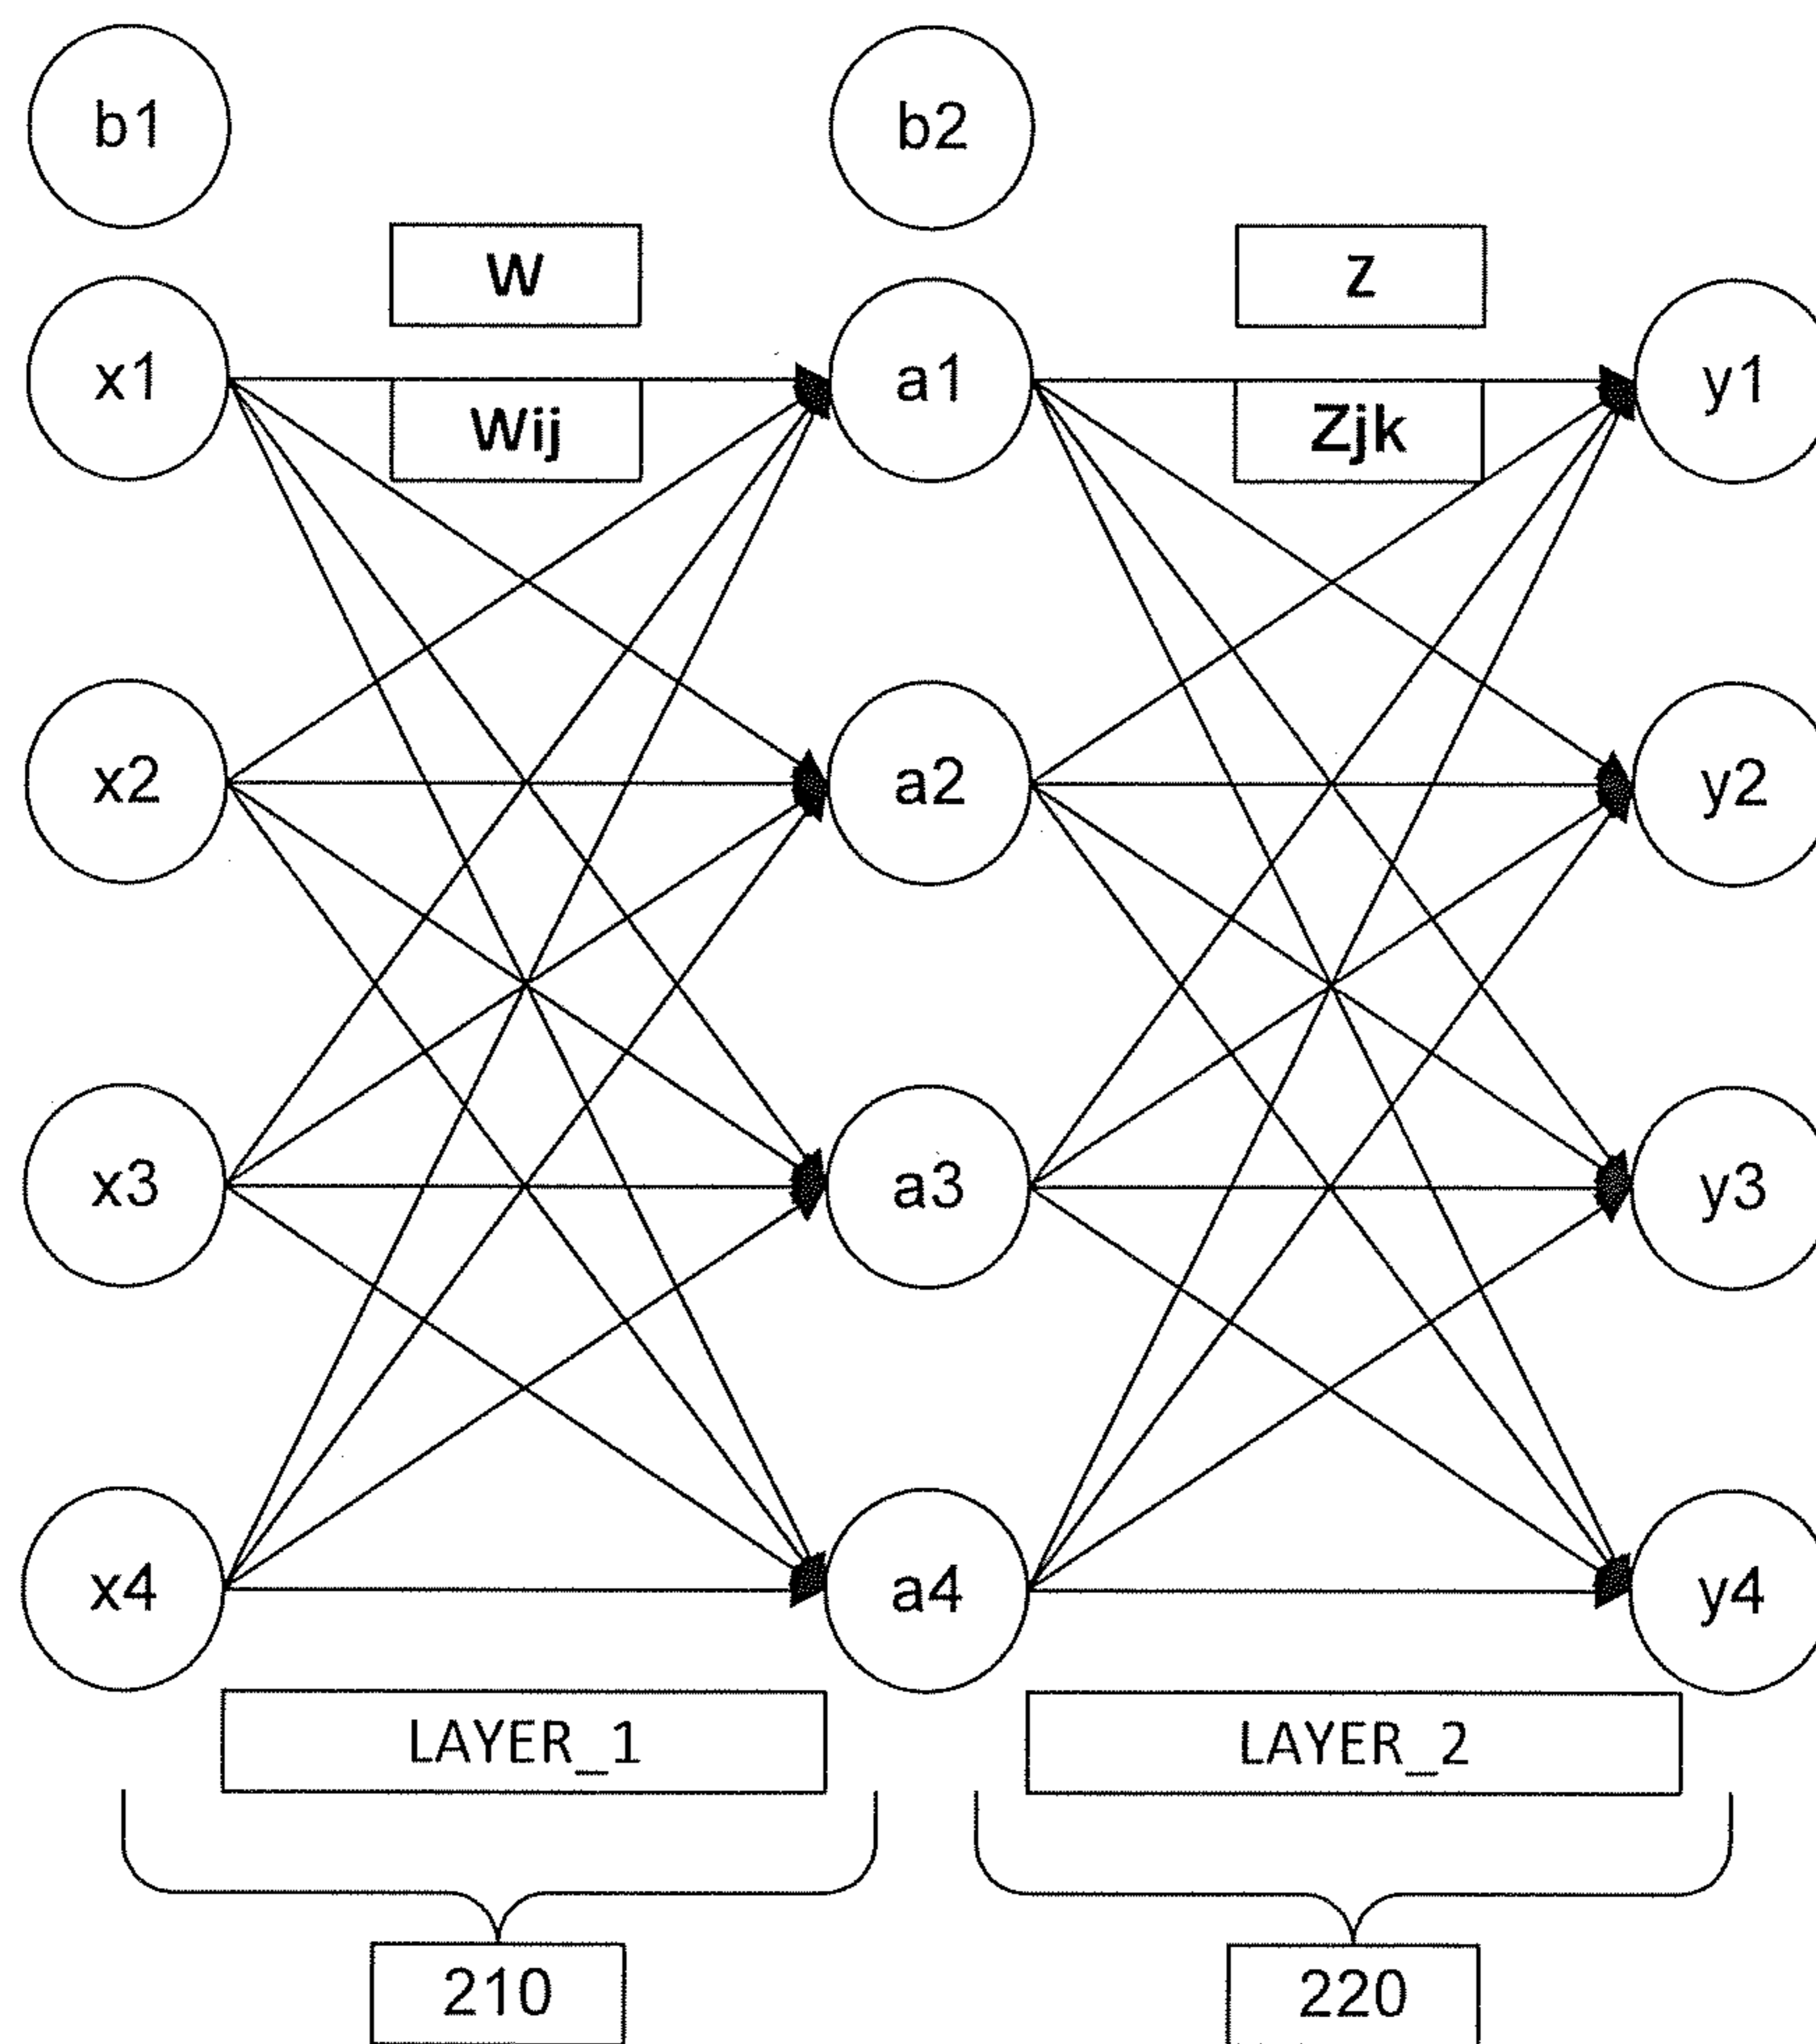 b1
b2
W
Z
x1
Wij
a1
Zjk
y1
x2
a2
y2
x3
a3
y3
x4
a4
y4
LAYER_1
LAYER_2
210
220